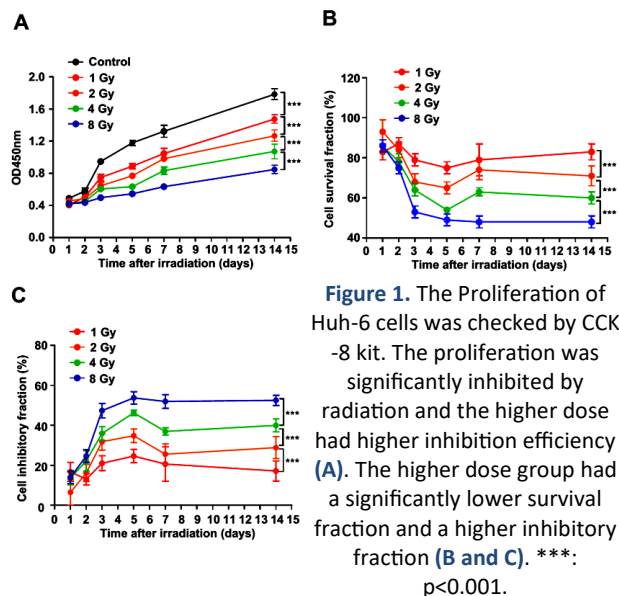 A
Control
1 Gy
2 Gy
4 Gy
8 Gy
OD450nm
2.0
1.6
1.2
0.8
0.4
0.0
0 1 2 3 4 5 6 7 8 9 10 11 12 13 14 15
Time after irradiation (days)
***
***
***
***
B
1 Gy
2 Gy
4 Gy
8 Gy
Cell survival fraction (%)
120
100
80
60
40
0 1 2 3 4 5 6 7 8 9 10 11 12 13 14 15
Time after irradiation (days)
***
***
***
C
1 Gy
2 Gy
4 Gy
8 Gy
Cell inhibitory fraction (%)
80
60
40
20
0
0 1 2 3 4 5 6 7 8 9 10 11 12 13 14 15
Time after irradiation (days)
***
***
***
Figure 1. The Proliferation of
Huh-6 cells was checked by CCK
-8 kit. The proliferation was
significantly inhibited by
radiation and the higher dose
had higher inhibition efficiency
(A). The higher dose group had
a significantly lower survival
fraction and a higher inhibitory
fraction (B and C). ***:
p<0.001.